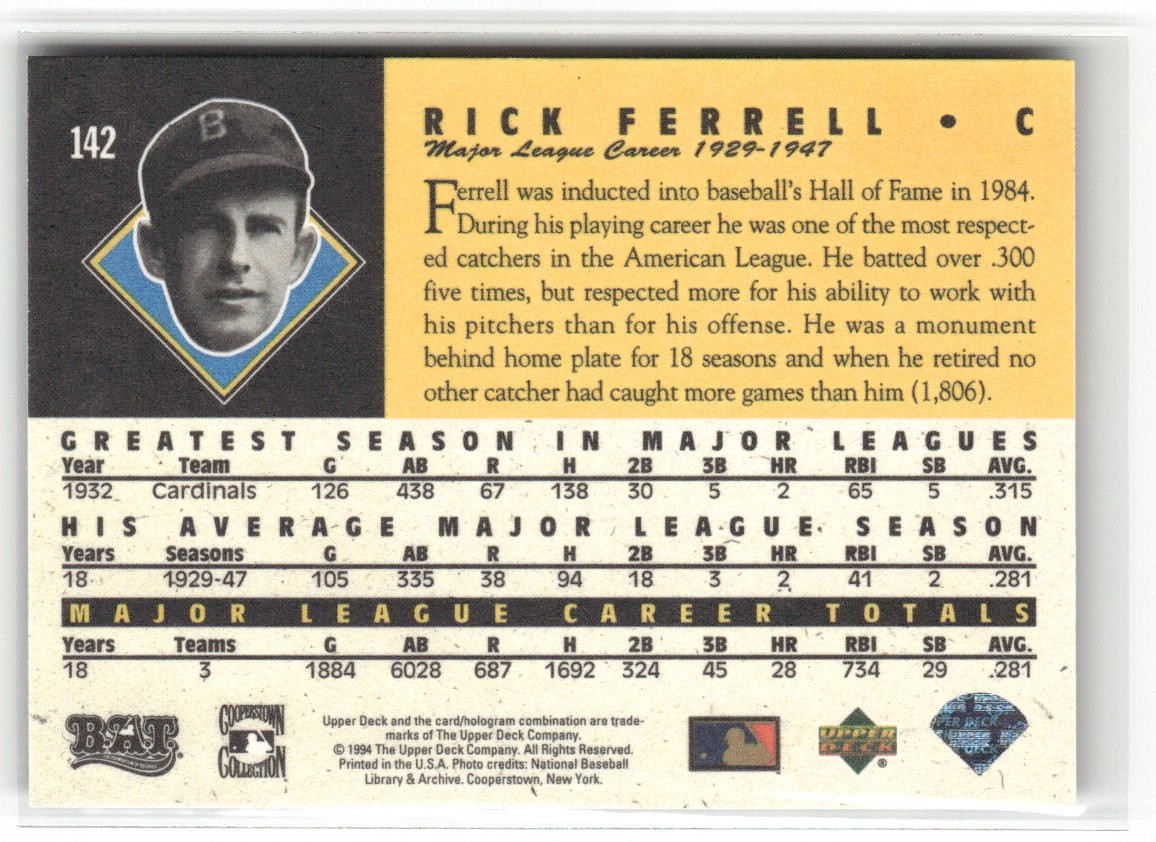 142
B
RICK FERRELL • C
Major League Career 1929-1947
Ferrell was inducted into baseball's Hall of Fame in 1984.
During his playing career he was one of the most respect-
ed catchers in the American League. He batted over .300
five times, but respected more for his ability to work with
his pitchers than for his offense. He was a monument
behind home plate for 18 seasons and when he retired no
other catcher had caught more games than him (1,806).
GREATEST SEASON IN MAJOR LEAGUES
Year Team G AB R H 2B 3B HR RBI SB AVG.
1932 Cardinals 126 438 67 138 30 5 2 65 5 .315
HIS AVERAGE MAJOR LEAGUE SEASON
Years Seasons G AB R H 2B 3B HR RBI SB AVG.
18 1929-47 105 335 38 94 18 3 2 41 2 .281
MAJOR LEAGUE CAREER TOTALS
Years Teams G AB R H 2B 3B HR RBI SB AVG.
18 3 1884 6028 687 1692 324 45 28 734 29 .281
B.A.T.
COOPERSTOWN
COLLECTION
Upper Deck and the card/hologram combination are trade-
marks of The Upper Deck Company.
© 1994 The Upper Deck Company. All Rights Reserved.
Printed in the U.S.A. Photo credits: National Baseball
Library & Archive. Cooperstown, New York.
UPPER
DECK ®
PER DECK
UPPER
DEC